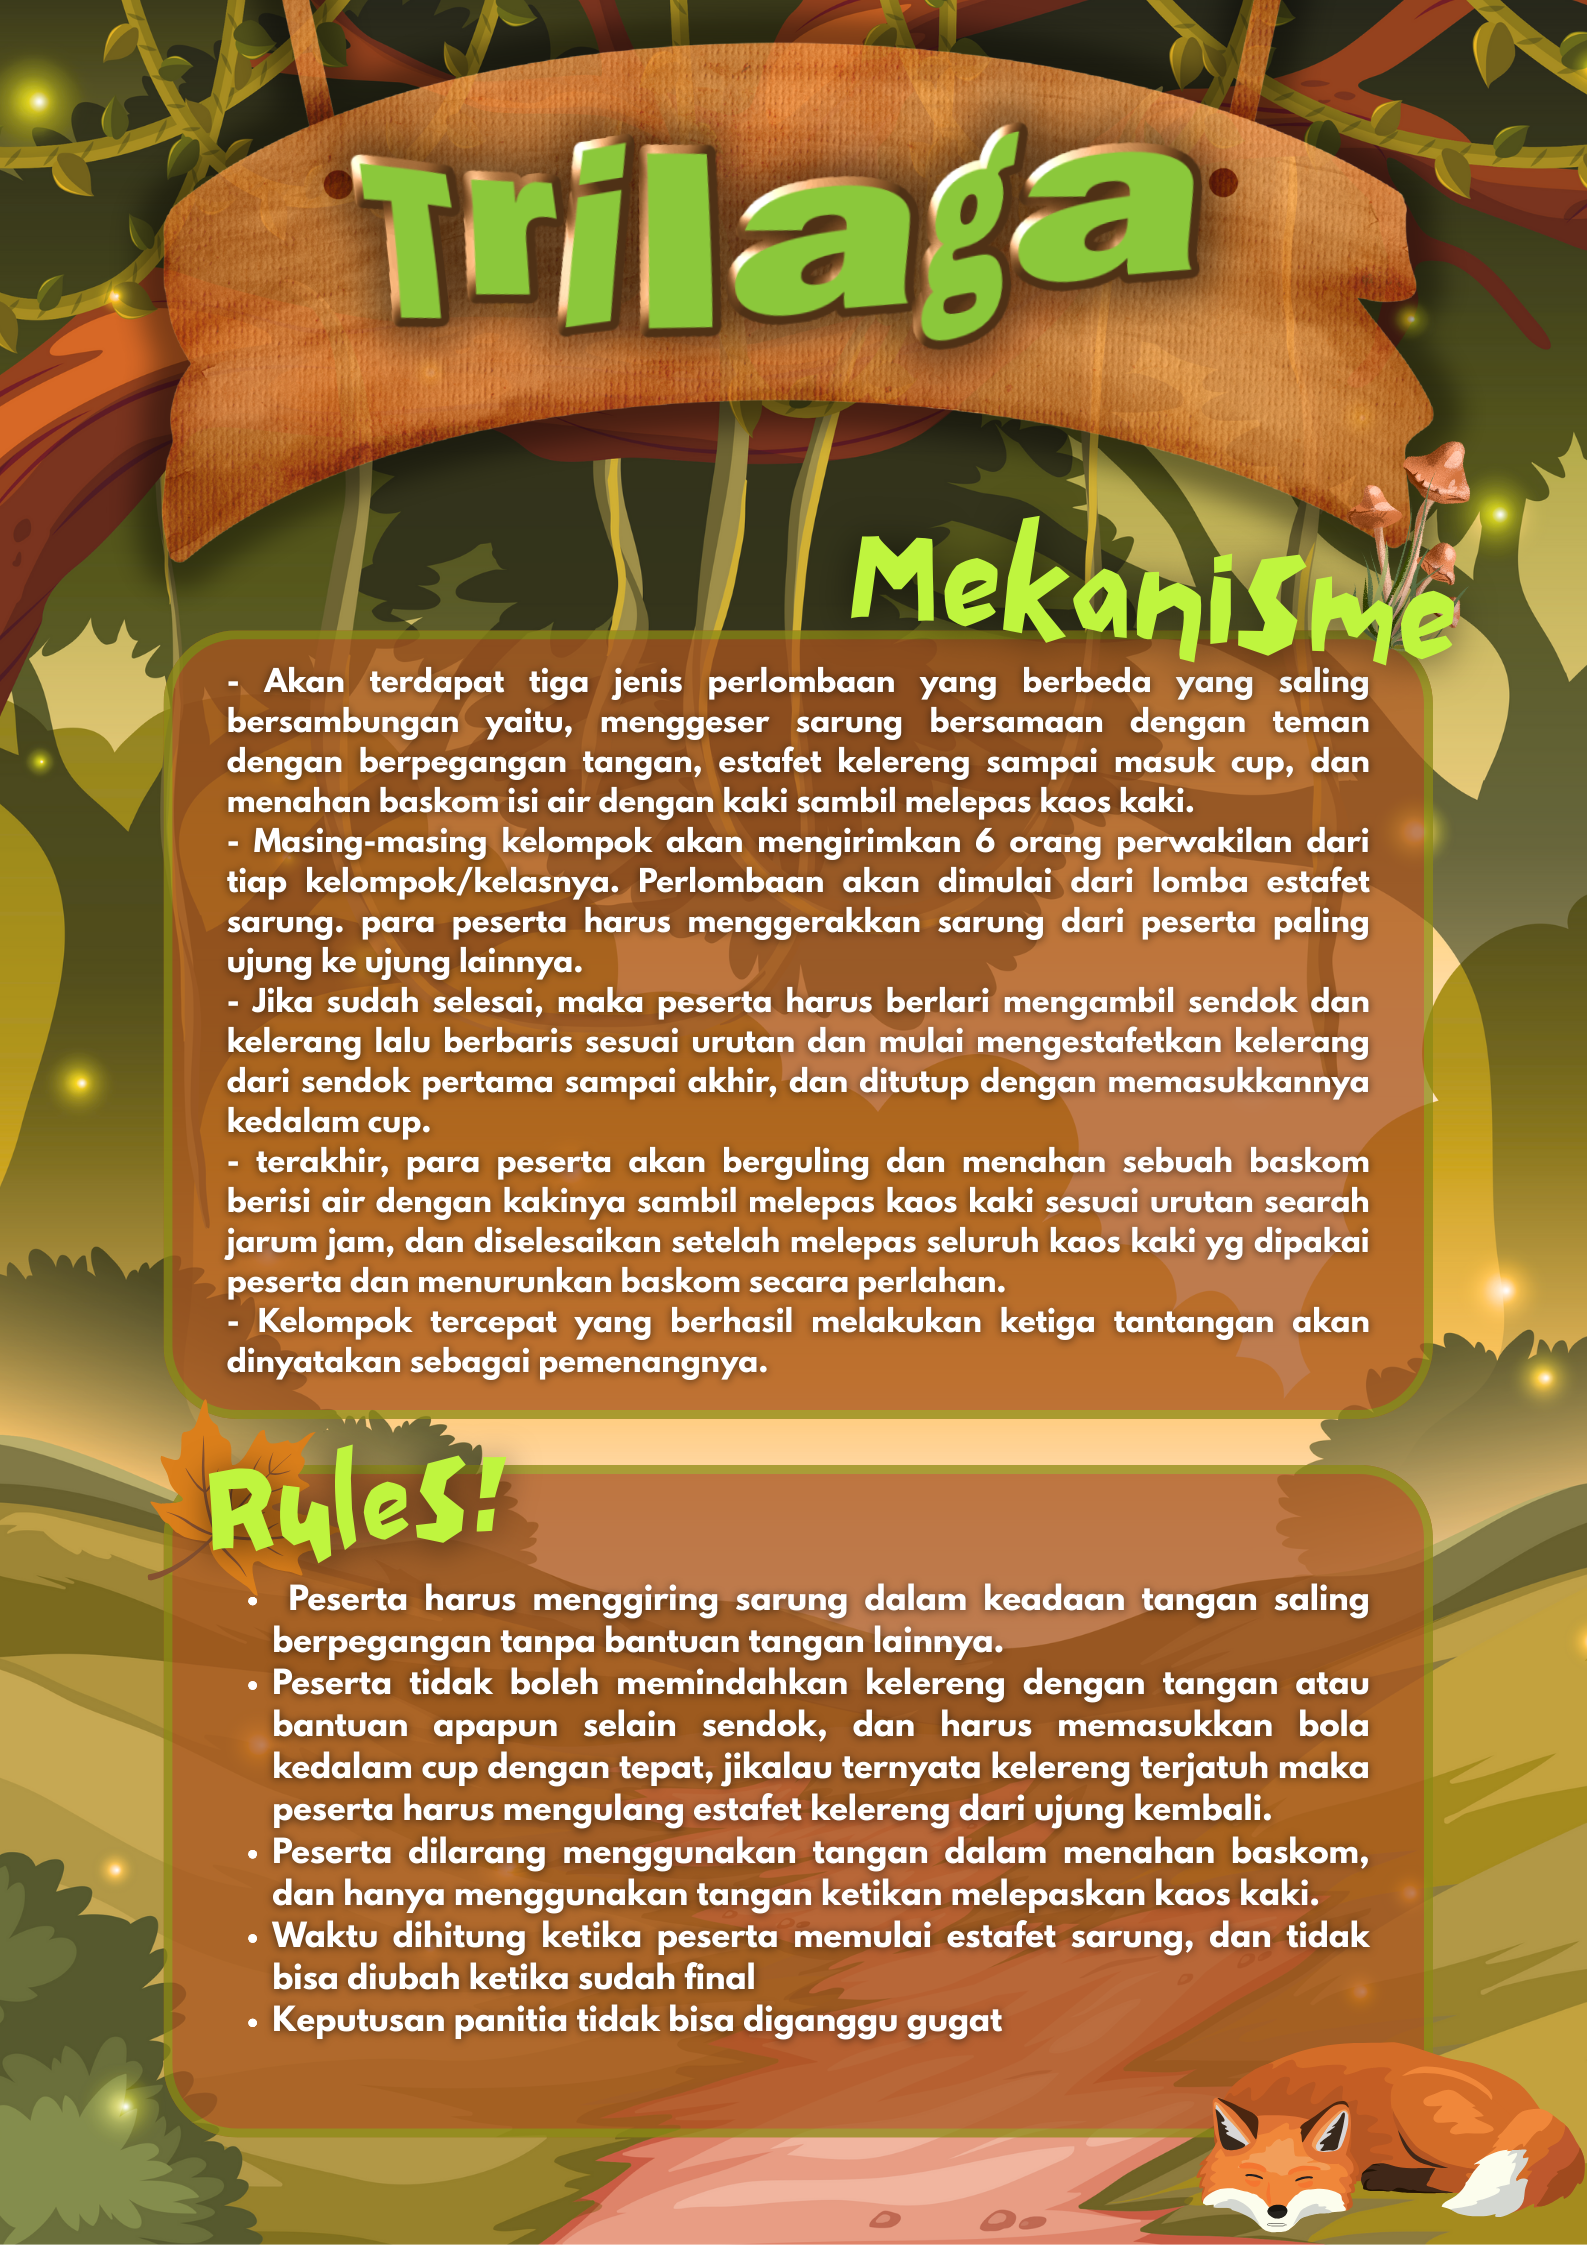 Trilaga
Mekanisme
- Akan terdapat tiga jenis perlombaan yang berbeda yang saling
bersambungan yaitu, menggeser sarung bersamaan dengan teman
dengan berpegangan tangan, estafet kelereng sampai masuk cup, dan
menahan baskom isi air dengan kaki sambil melepas kaos kaki.
- Masing-masing kelompok akan mengirimkan 6 orang perwakilan dari
tiap kelompok/kelasnya. Perlombaan akan dimulai dari lomba estafet
sarung. para peserta harus menggerakkan sarung dari peserta paling
ujung ke ujung lainnya.
- Jika sudah selesai, maka peserta harus berlari mengambil sendok dan
kelerang lalu berbaris sesuai urutan dan mulai mengestafetkan kelerang
dari sendok pertama sampai akhir, dan ditutup dengan memasukkannya
kedalam cup.
- terakhir, para peserta akan berguling dan menahan sebuah baskom
berisi air dengan kakinya sambil melepas kaos kaki sesuai urutan searah
jarum jam, dan diselesaikan setelah melepas seluruh kaos kaki yg dipakai
peserta dan menurunkan baskom secara perlahan.
- Kelompok tercepat yang berhasil melakukan ketiga tantangan akan
dinyatakan sebagai pemenangnya.
Rules!
• Peserta harus menggiring sarung dalam keadaan tangan saling
berpegangan tanpa bantuan tangan lainnya.
• Peserta tidak boleh memindahkan kelereng dengan tangan atau
bantuan apapun selain sendok, dan harus memasukkan bola
kedalam cup dengan tepat, jikalau ternyata kelereng terjatuh maka
peserta harus mengulang estafet kelereng dari ujung kembali.
• Peserta dilarang menggunakan tangan dalam menahan baskom,
dan hanya menggunakan tangan ketikan melepaskan kaos kaki.
• Waktu dihitung ketika peserta memulai estafet sarung, dan tidak
bisa diubah ketika sudah final
• Keputusan panitia tidak bisa diganggu gugat